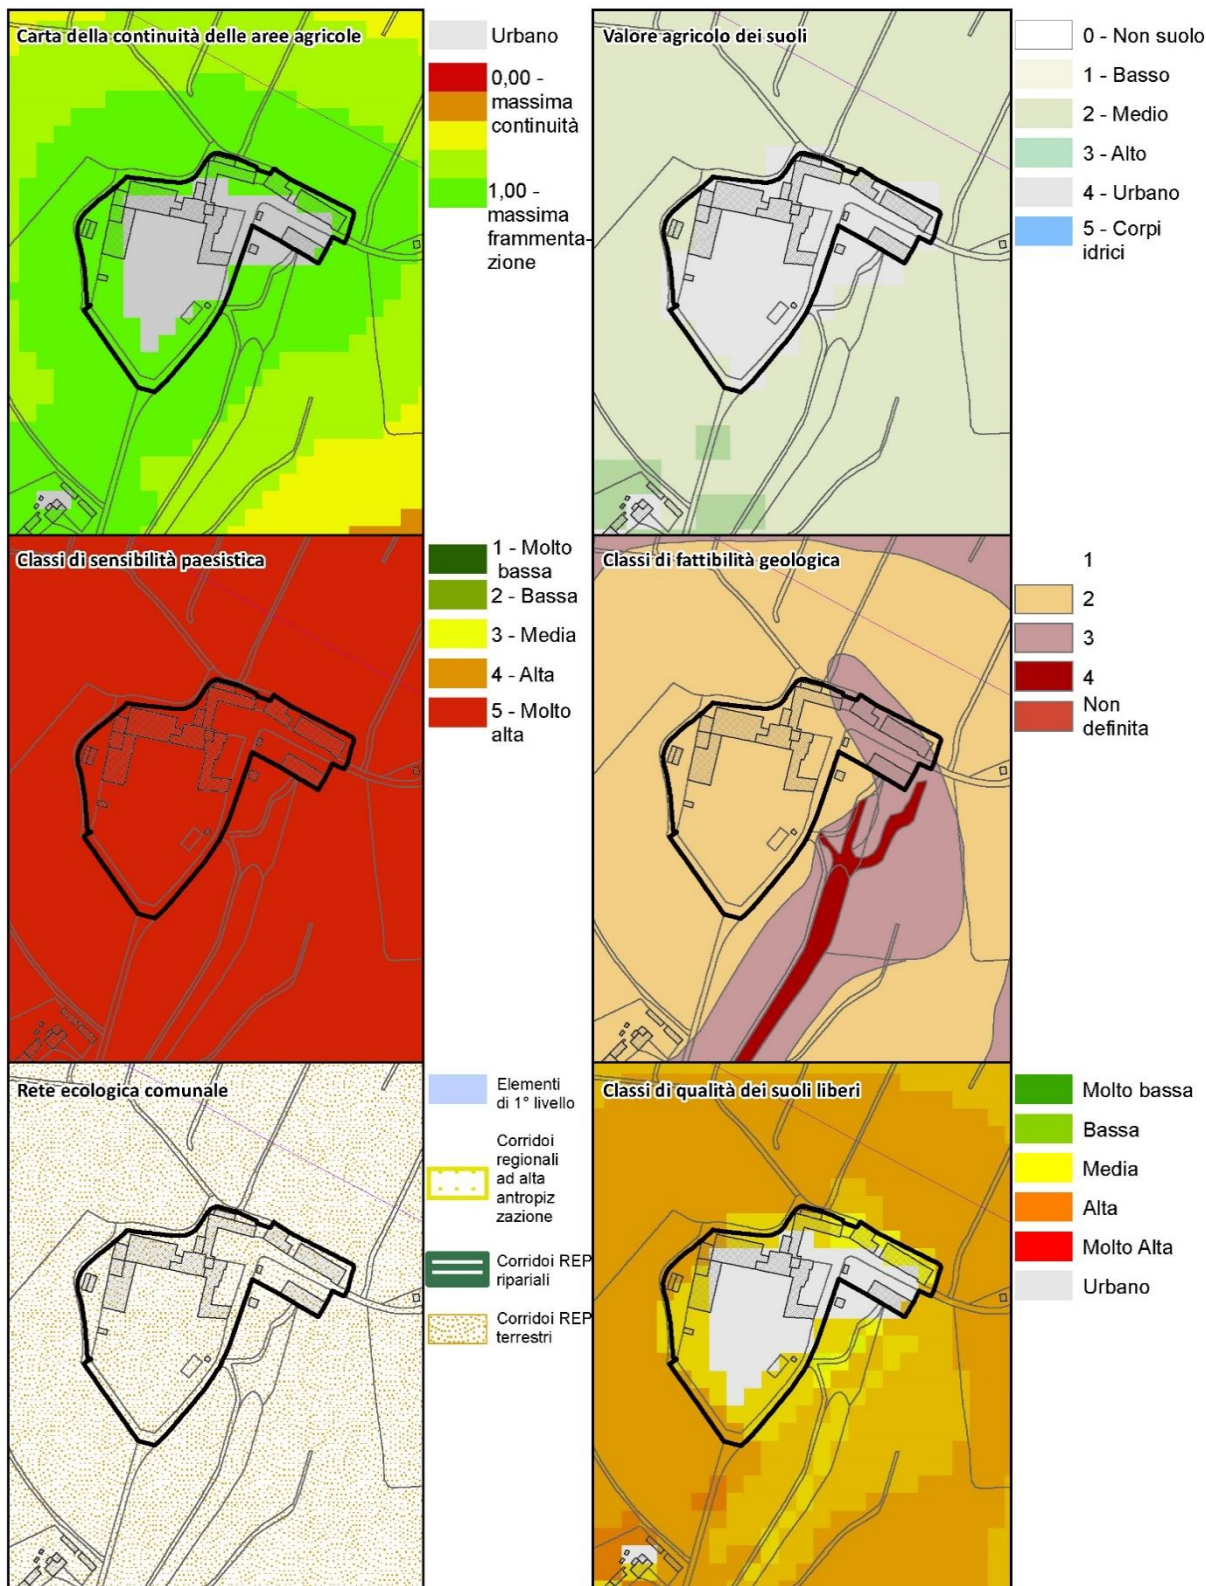 Carta della continuità delle aree agricole
Urbano
0,00 -
massima
continuità
1,00 -
massima
frammenta-
zione
Valore agricolo dei suoli
0 - Non suolo
1 - Basso
2 - Medio
3 - Alto
4 - Urbano
5 - Corpi
idrici
Classi di sensibilità paesistica
1 - Molto
bassa
2 - Bassa
3 - Media
4 - Alta
5 - Molto
alta
Classi di fattibilità geologica
1
2
3
4
Non
definita
Rete ecologica comunale
Elementi
di 1° livello
Corridoi
regionali
ad alta
antropiz
zazione
Corridoi REP
ripariali
Corridoi REP
terrestri
Classi di qualità dei suoli liberi
Molto bassa
Bassa
Media
Alta
Molto Alta
Urbano